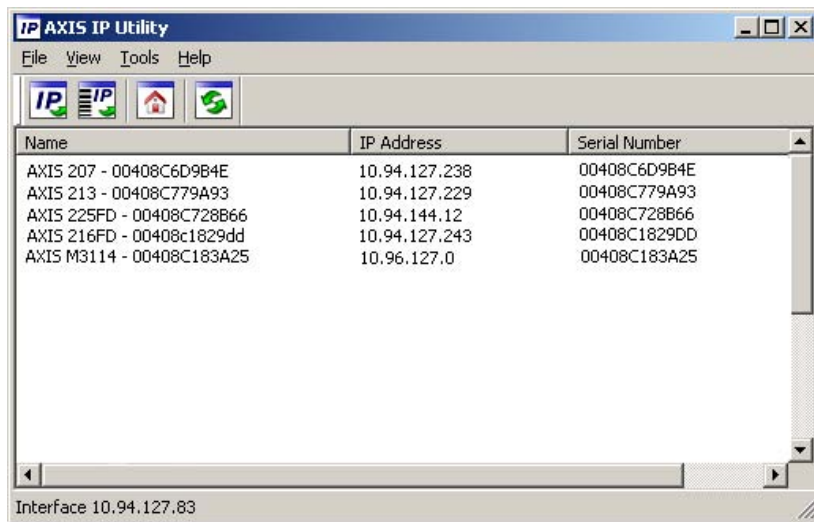 IP AXIS IP Utility
File View Tools Help
IP IP
Name IP Address Serial Number
AXIS 207 - 00408C6D9B4E 10.94.127.238 00408C6D9B4E
AXIS 213 - 00408C779A93 10.94.127.229 00408C779A93
AXIS 225FD - 00408C728B66 10.94.144.12 00408C728B66
AXIS 216FD - 00408c1829dd 10.94.127.243 00408C1829DD
AXIS M3114 - 00408C183A25 10.96.127.0 00408C183A25
Interface 10.94.127.83